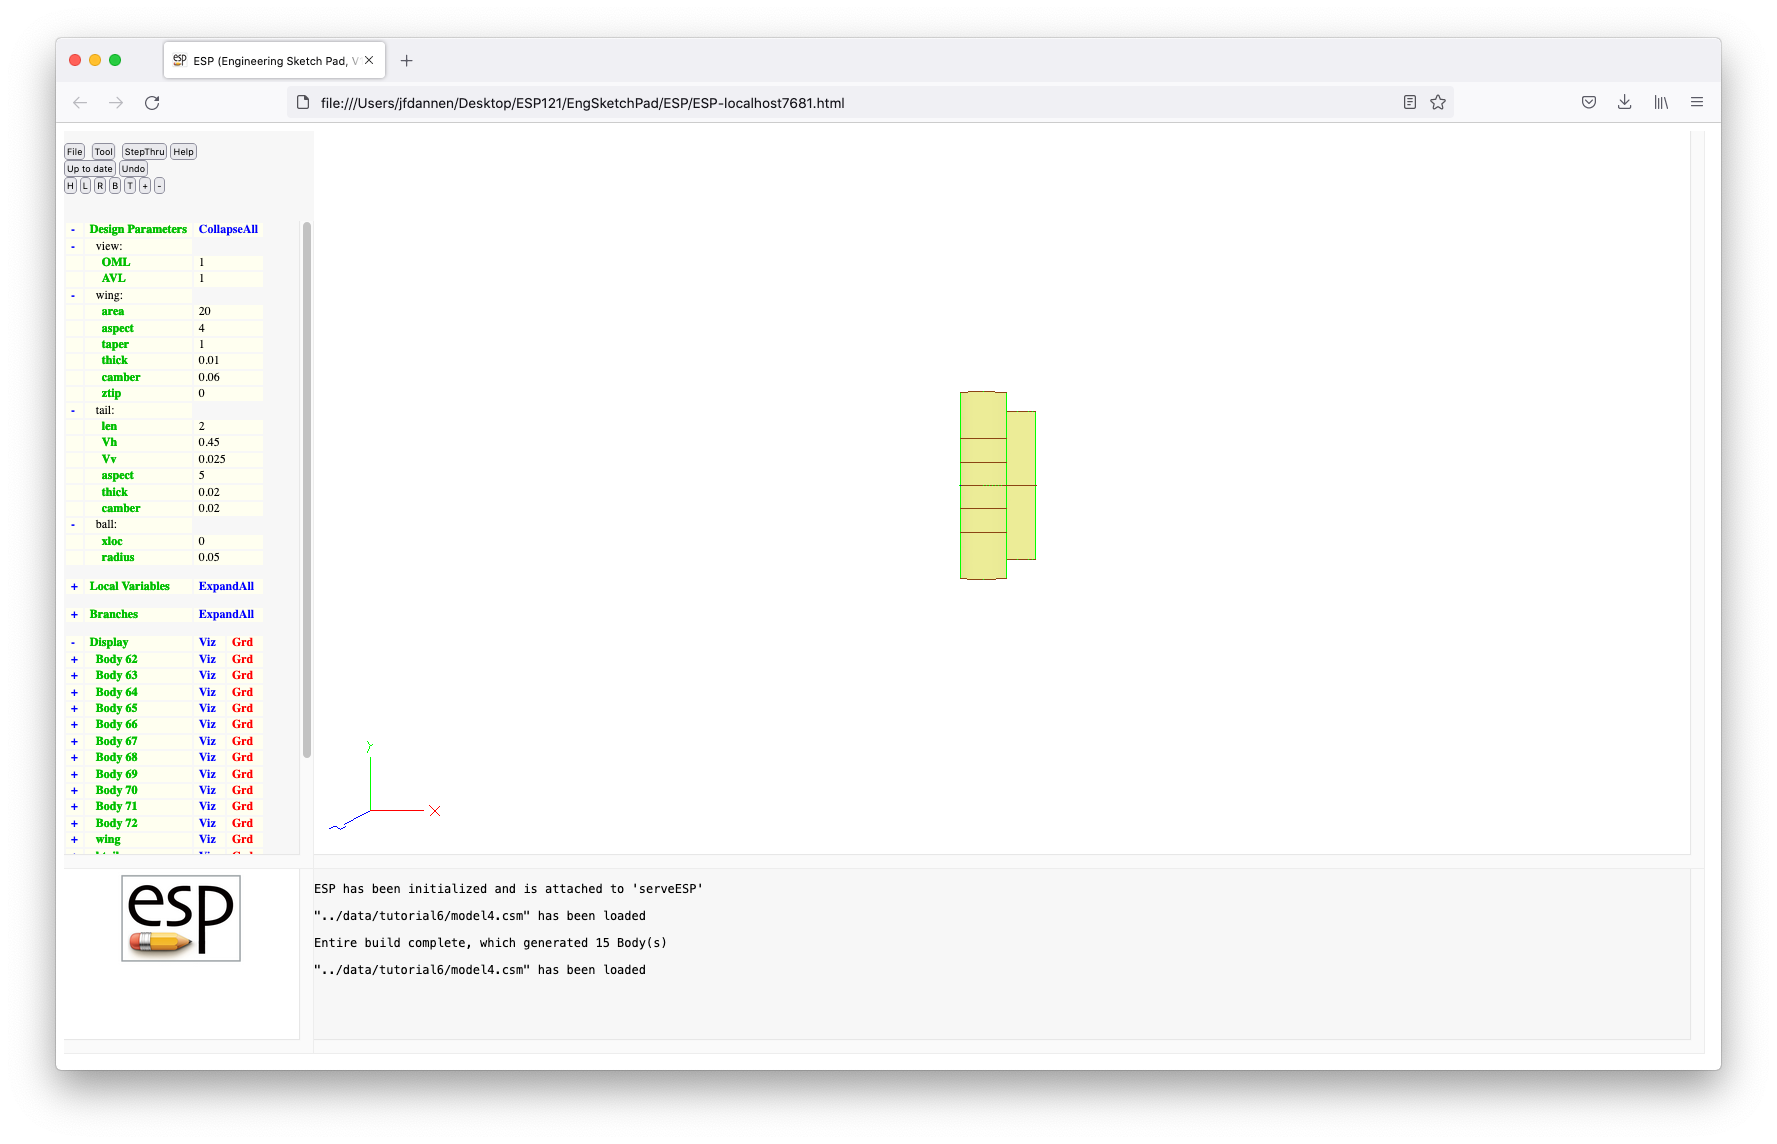 esp ESP (Engineering Sketch Pad, V
file:///Users/jfdannen/Desktop/ESP121/EngSketchPad/ESP/ESP-localhost7681.html
File Tool StepThru Help
Up to date Undo
H L R B T + -
- Design Parameters CollapseAll
- view:
OML 1
AVL 1
- wing:
area 20
aspect 4
taper 1
thick 0.01
camber 0.06
ztip 0
- tail:
len 2
Vh 0.45
Vv 0.025
aspect 5
thick 0.02
camber 0.02
- ball:
xloc 0
radius 0.05
+ Local Variables ExpandAll
+ Branches ExpandAll
- Display Viz Grd
+ Body 62 Viz Grd
+ Body 63 Viz Grd
+ Body 64 Viz Grd
+ Body 65 Viz Grd
+ Body 66 Viz Grd
+ Body 67 Viz Grd
+ Body 68 Viz Grd
+ Body 69 Viz Grd
+ Body 70 Viz Grd
+ Body 71 Viz Grd
+ Body 72 Viz Grd
+ wing Viz Grd
Y
X
esp
ESP has been initialized and is attached to 'serveESP'
"../data/tutorial6/model4.csm" has been loaded
Entire build complete, which generated 15 Body(s)
"../data/tutorial6/model4.csm" has been loaded